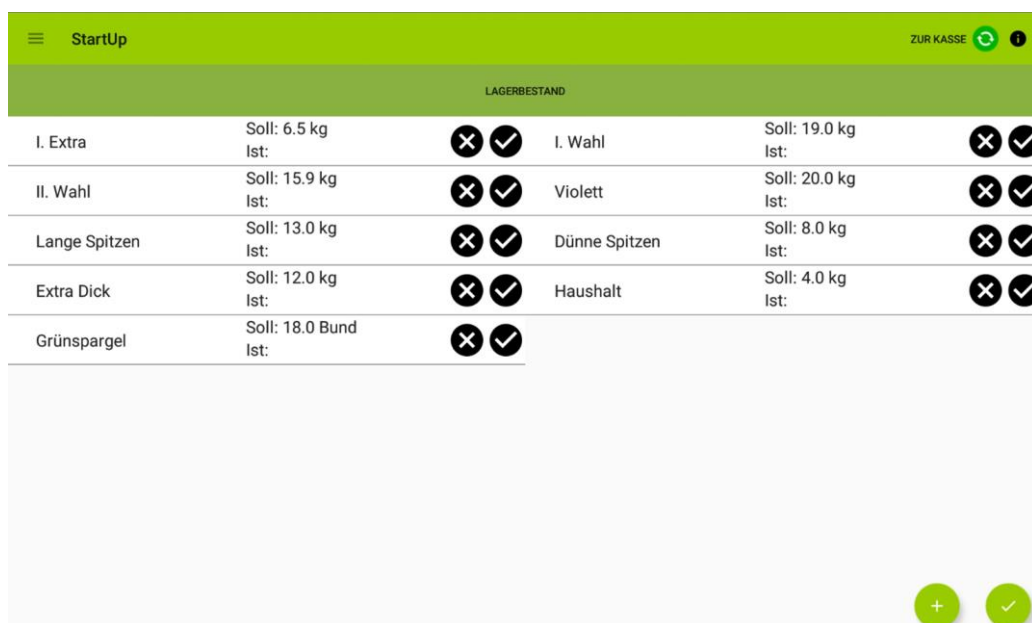 StartUp
ZUR KASSE
LAGERBESTAND
I. Extra
Soll: 6.5 kg
Ist:
I. Wahl
Soll: 19.0 kg
Ist:
II. Wahl
Soll: 15.9 kg
Ist:
Violett
Soll: 20.0 kg
Ist:
Lange Spitzen
Soll: 13.0 kg
Ist:
Dünne Spitzen
Soll: 8.0 kg
Ist:
Extra Dick
Soll: 12.0 kg
Ist:
Haushalt
Soll: 4.0 kg
Ist:
Grünspargel
Soll: 18.0 Bund
Ist: